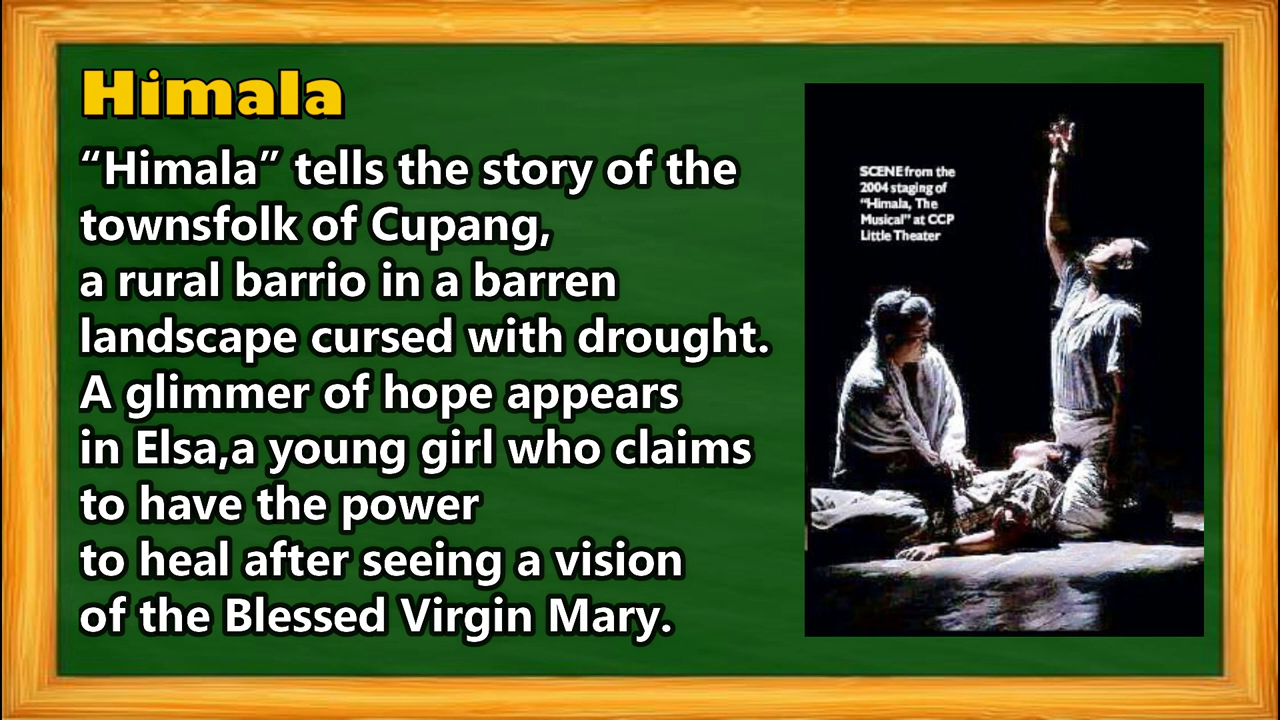 Himala
“Himala” tells the story of the
townsfolk of Cupang,
a rural barrio in a barren
landscape cursed with drought.
A glimmer of hope appears
in Elsa,a young girl who claims
to have the power
to heal after seeing a vision
of the Blessed Virgin Mary.
SCENE from the
2004 staging of
“Himala, The
Musical” at CCP
Little Theater